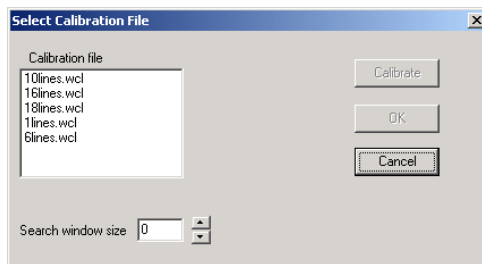 Select Calibration File
Calibration file
10lines.wcl
16lines.wcl
18lines.wcl
1lines.wcl
6lines.wcl
Calibrate
OK
Cancel
Search window size 0